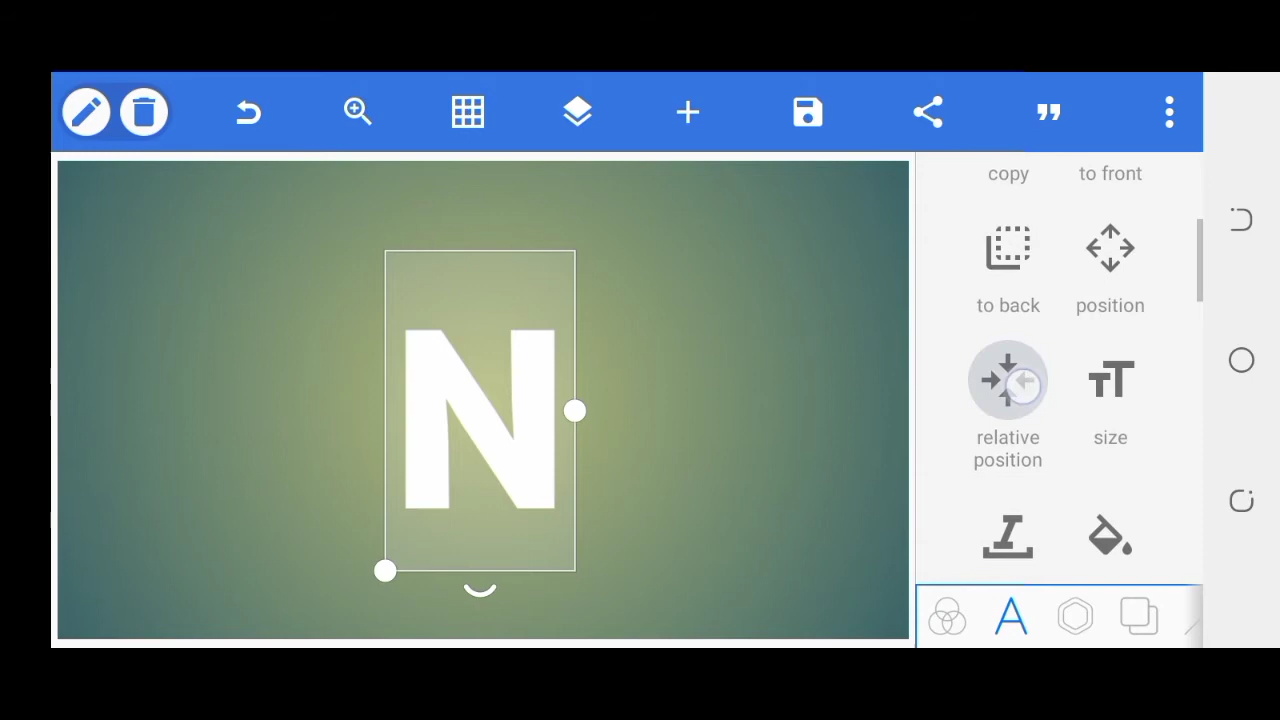 copy
to front
N
to back
position
relative
position
size